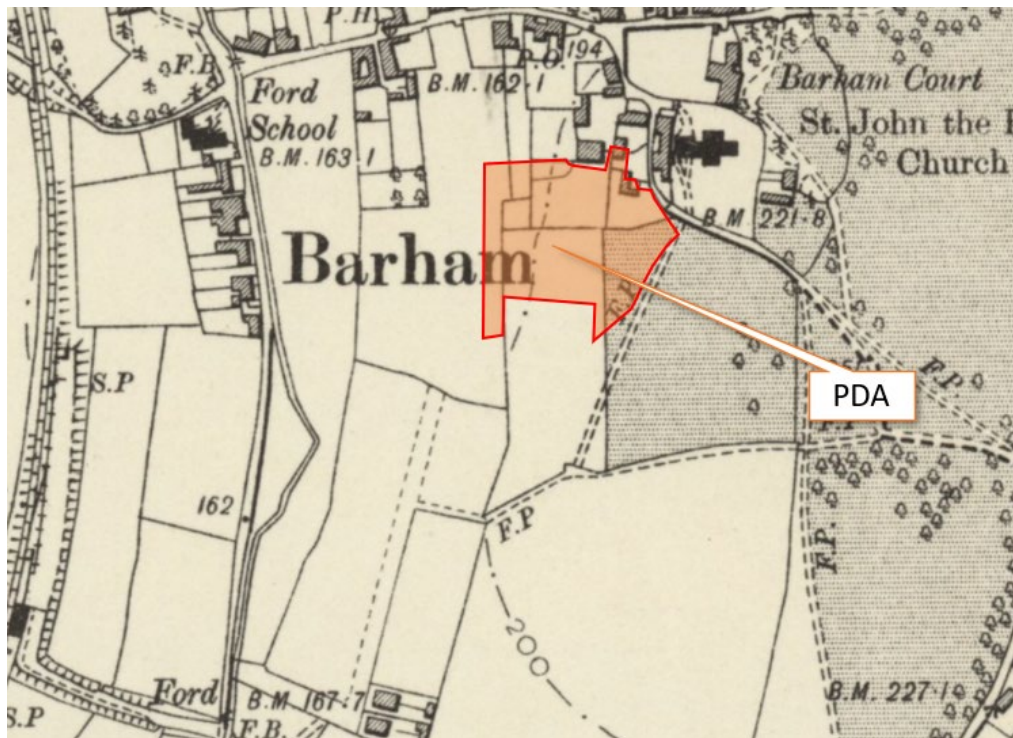 P.H.
F.B.
P.O. 194
Ford
B.M. 162·1
Barham Court
School
St. John the
B.M. 163·1
Church
B.M. 221·8
Barham
F.P.
F.P.
PDA
S.P
162
F.P
F.P.
200
Ford
B.M. 167·7
B.M. 227·1
S.P
F.B.